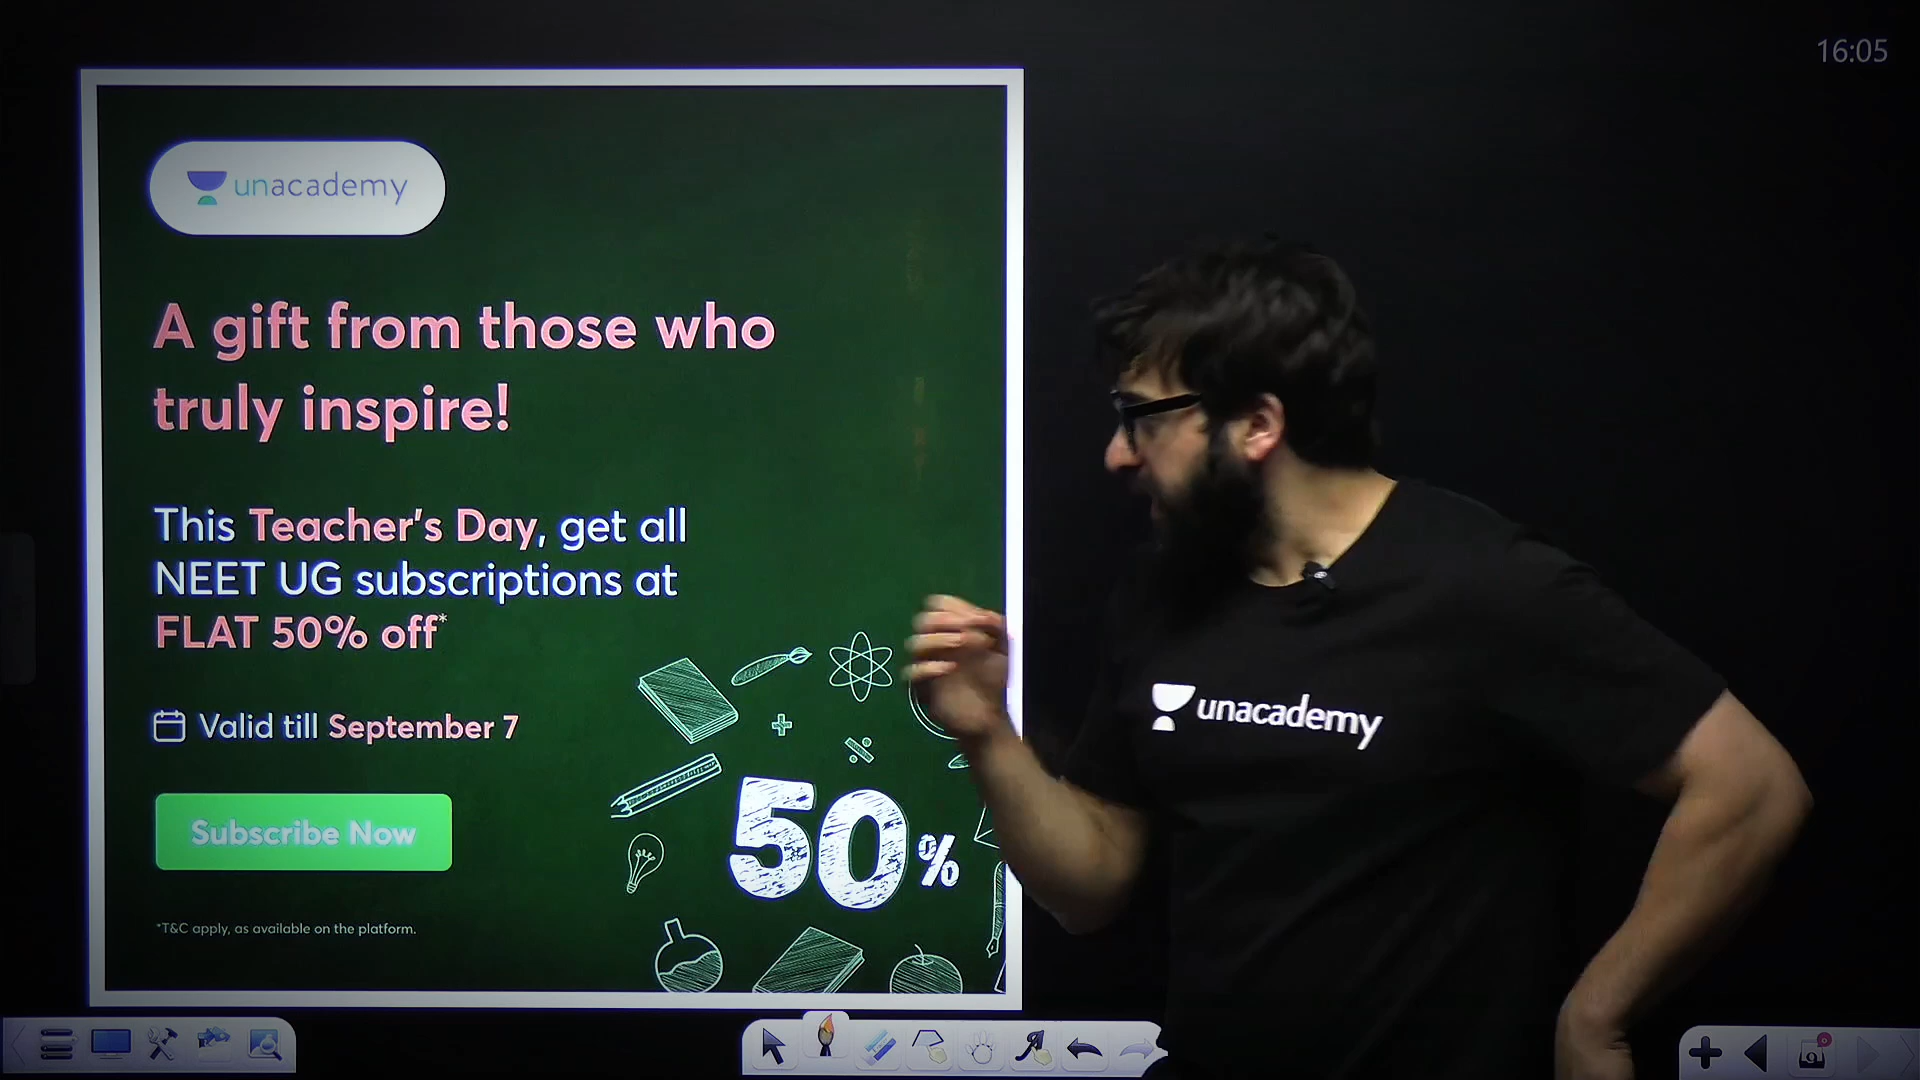 16:05
unacademy
A gift from those who
truly inspire!
This Teacher's Day, get all
NEET UG subscriptions at
FLAT 50% off*
Valid till September 7
Subscribe Now
50%
*T&C apply, as available on the platform.
unacademy